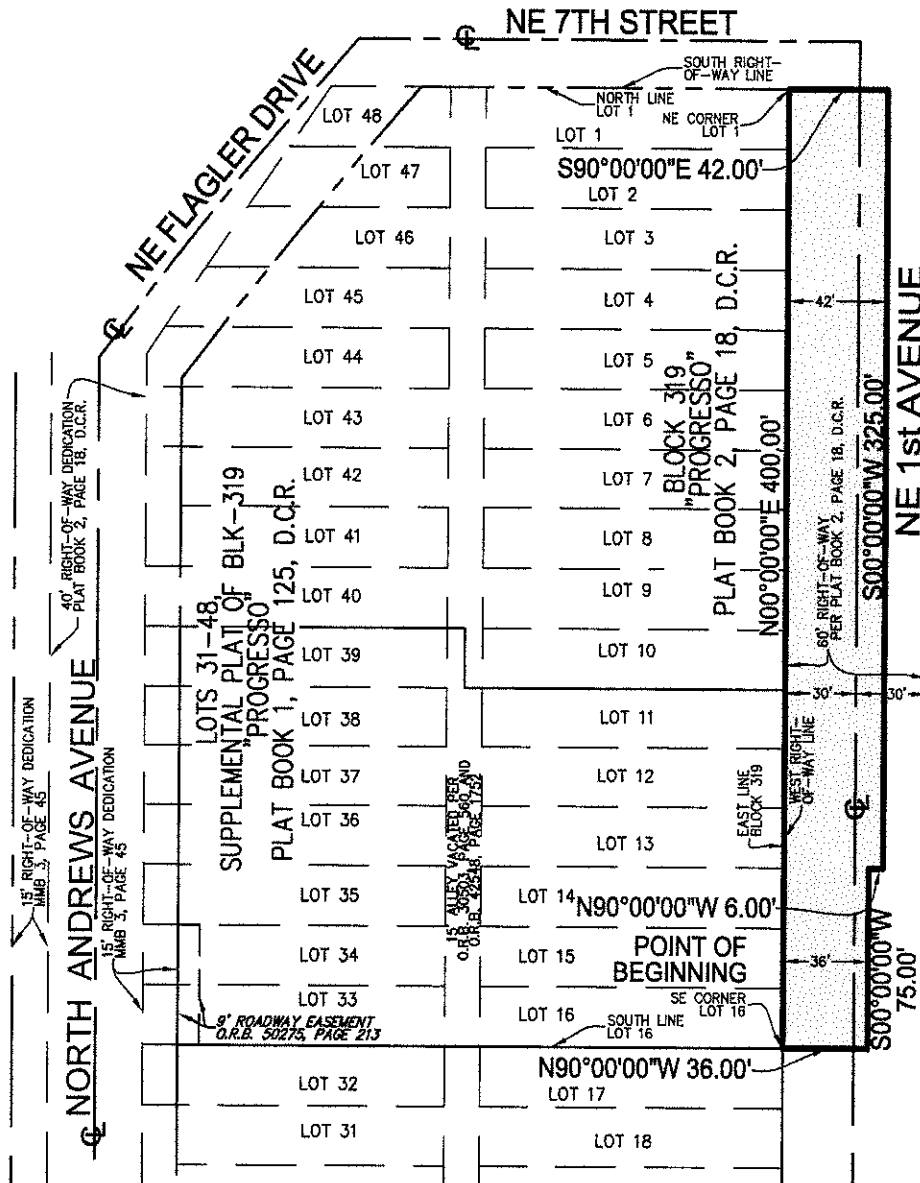 NE 7TH STREET
℄
NE FLAGLER DRIVE
℄
SOUTH RIGHT-
OF-WAY LINE
NORTH LINE
LOT 1
NE CORNER
LOT 1
S90°00'00"E 42.00'
LOT 48
LOT 47
LOT 46
LOT 45
LOT 44
LOT 43
LOT 42
LOT 41
LOT 40
LOT 39
LOT 38
LOT 37
LOT 36
LOT 35
LOT 34
LOT 33
LOT 32
LOT 31
LOT 1
LOT 2
LOT 3
LOT 4
LOT 5
LOT 6
LOT 7
LOT 8
LOT 9
LOT 10
LOT 11
LOT 12
LOT 13
LOT 14
LOT 15
LOT 16
LOT 17
LOT 18
BLOCK 319
"PROGRESSO"
PLAT BOOK 2, PAGE 18, D.C.R.
N00°00'00"E 400.00'
42'
60' RIGHT-OF-WAY
PER PLAT BOOK 2, PAGE 18, D.C.R.
S00°00'00"W 325.00'
NE 1st AVENUE
30'
30'
EAST LINE
BLOCK 319
WEST RIGHT-
OF-WAY LINE
℄
N90°00'00"W 6.00'
POINT OF
BEGINNING
36'
S00°00'00"W
75.00'
SE CORNER
LOT 16
SOUTH LINE
LOT 16
N90°00'00"W 36.00'
15' ALLEY VACATED PER
O.R.B. 30503, PAGE 560 AND
O.R.B. 42548, PAGE 1752
LOTS 31-48,
SUPPLEMENTAL PLAT OF BLK-319
"PROGRESSO"
PLAT BOOK 1, PAGE 125, D.C.R.
40' RIGHT-OF-WAY DEDICATION
PLAT BOOK 2, PAGE 18, D.C.R.
15' RIGHT-OF-WAY DEDICATION
MMB 3, PAGE 45
℄ NORTH ANDREWS AVENUE
15' RIGHT-OF-WAY DEDICATION
MMB 3, PAGE 45
9' ROADWAY EASEMENT
O.R.B. 50275, PAGE 213